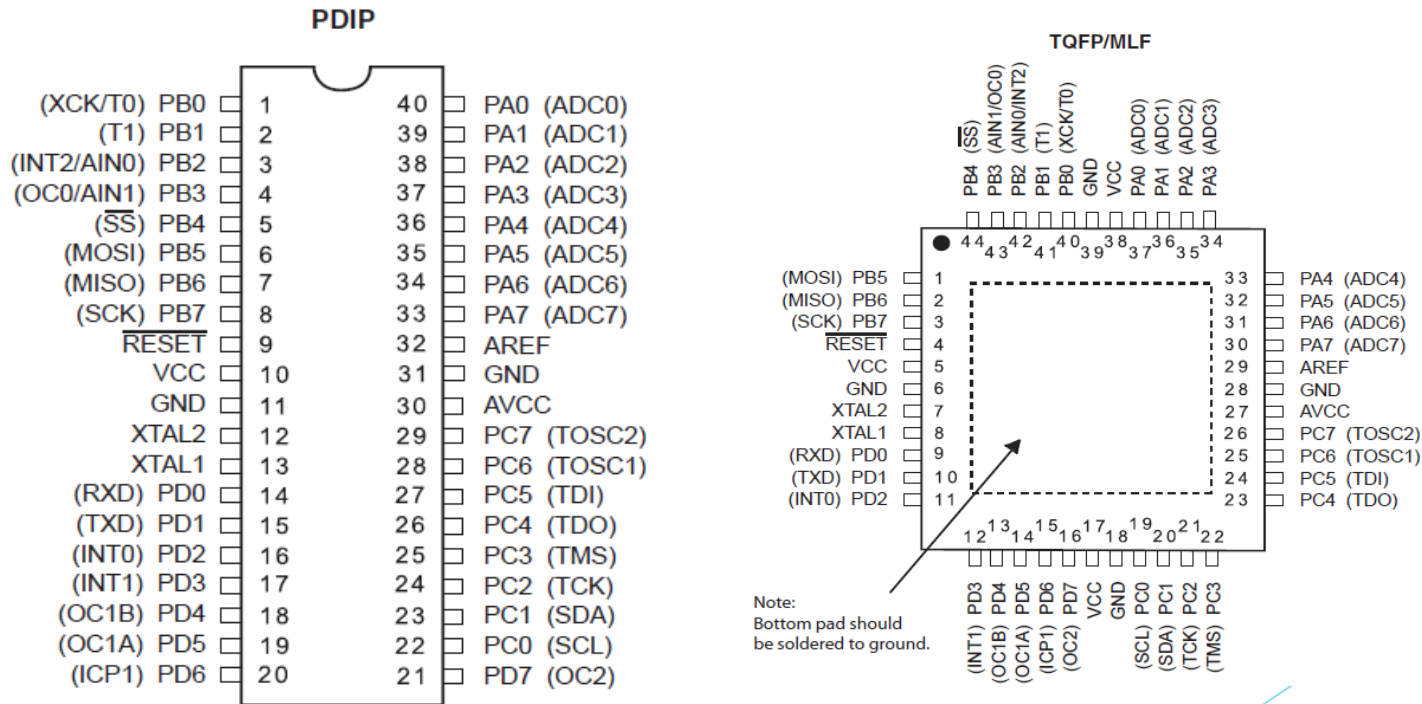 PDIP
(XCK/T0) PB0 1 40 PA0 (ADC0)
(T1) PB1 2 39 PA1 (ADC1)
(INT2/AIN0) PB2 3 38 PA2 (ADC2)
(OC0/AIN1) PB3 4 37 PA3 (ADC3)
(SS) PB4 5 36 PA4 (ADC4)
(MOSI) PB5 6 35 PA5 (ADC5)
(MISO) PB6 7 34 PA6 (ADC6)
(SCK) PB7 8 33 PA7 (ADC7)
RESET 9 32 AREF
VCC 10 31 GND
GND 11 30 AVCC
XTAL2 12 29 PC7 (TOSC2)
XTAL1 13 28 PC6 (TOSC1)
(RXD) PD0 14 27 PC5 (TDI)
(TXD) PD1 15 26 PC4 (TDO)
(INT0) PD2 16 25 PC3 (TMS)
(INT1) PD3 17 24 PC2 (TCK)
(OC1B) PD4 18 23 PC1 (SDA)
(OC1A) PD5 19 22 PC0 (SCL)
(ICP1) PD6 20 21 PD7 (OC2)
TQFP/MLF
PB4 (SS)
PB3 (AIN1/OC0)
PB2 (AIN0/INT2)
PB1 (T1)
PB0 (XCK/T0)
GND
VCC
PA0 (ADC0)
PA1 (ADC1)
PA2 (ADC2)
PA3 (ADC3)
44 43 42 41 40 39 38 37 36 35 34
(MOSI) PB5 1 33 PA4 (ADC4)
(MISO) PB6 2 32 PA5 (ADC5)
(SCK) PB7 3 31 PA6 (ADC6)
RESET 4 30 PA7 (ADC7)
VCC 5 29 AREF
GND 6 28 GND
XTAL2 7 27 AVCC
XTAL1 8 26 PC7 (TOSC2)
(RXD) PD0 9 25 PC6 (TOSC1)
(TXD) PD1 10 24 PC5 (TDI)
(INT0) PD2 11 23 PC4 (TDO)
12 13 14 15 16 17 18 19 20 21 22
(INT1) PD3
(OC1B) PD4
(OC1A) PD5
(ICP1) PD6
(OC2) PD7
VCC
GND
(SCL) PC0
(SDA) PC1
(TCK) PC2
(TMS) PC3
Note:
Bottom pad should
be soldered to ground.